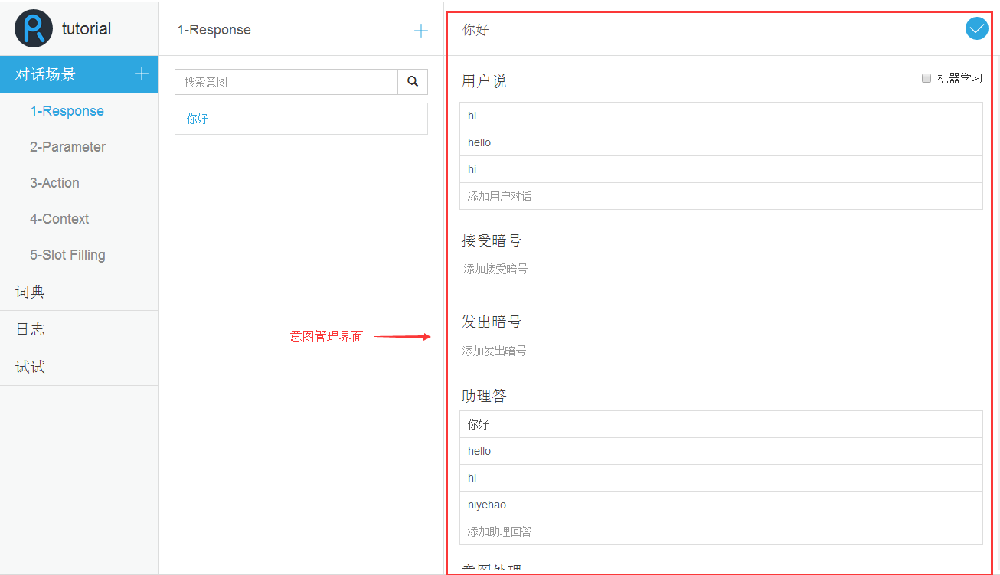 tutorial
对话场景
1-Response
2-Parameter
3-Action
4-Context
5-Slot Filling
词典
日志
试试
1-Response
搜索意图
你好
意图管理界面
你好
用户说
机器学习
hi
hello
hi
添加用户对话
接受暗号
添加接受暗号
发出暗号
添加发出暗号
助理答
你好
hello
hi
niyehao
添加助理回答
意图处理